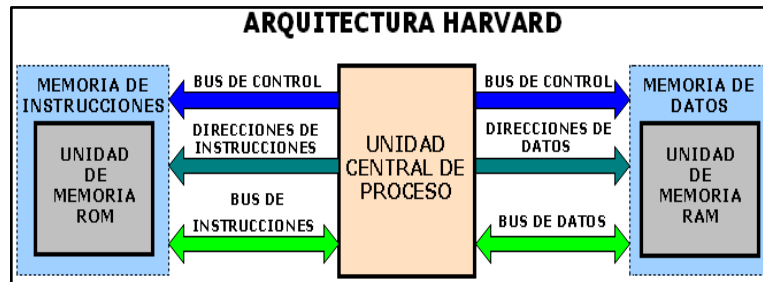 ARQUITECTURA HARVARD
MEMORIA DE
INSTRUCCIONES
UNIDAD
DE
MEMORIA
ROM
BUS DE CONTROL
DIRECCIONES DE
INSTRUCCIONES
BUS DE
INSTRUCCIONES
UNIDAD
CENTRAL DE
PROCESO
BUS DE CONTROL
DIRECCIONES DE
DATOS
BUS DE DATOS
MEMORIA DE
DATOS
UNIDAD
DE
MEMORIA
RAM